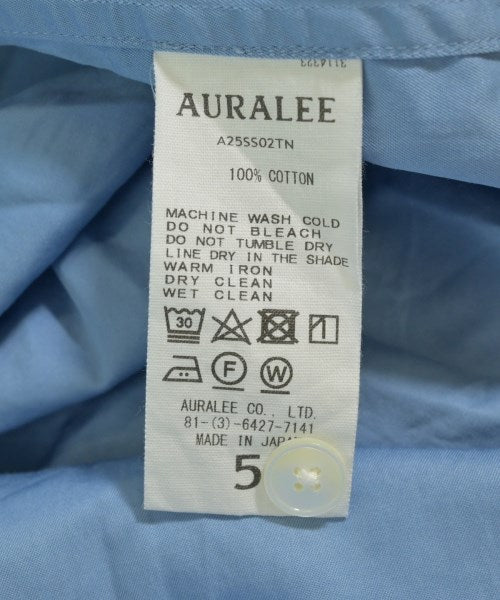 3114323
AURALEE
A25SS02TN
100% COTTON
MACHINE WASH COLD
DO NOT BLEACH
DO NOT TUMBLE DRY
LINE DRY IN THE SHADE
WARM IRON
DRY CLEAN
WET CLEAN
30
F
W
AURALEE CO., LTD.
81-(3)-6427-7141
MADE IN JAPAN
5